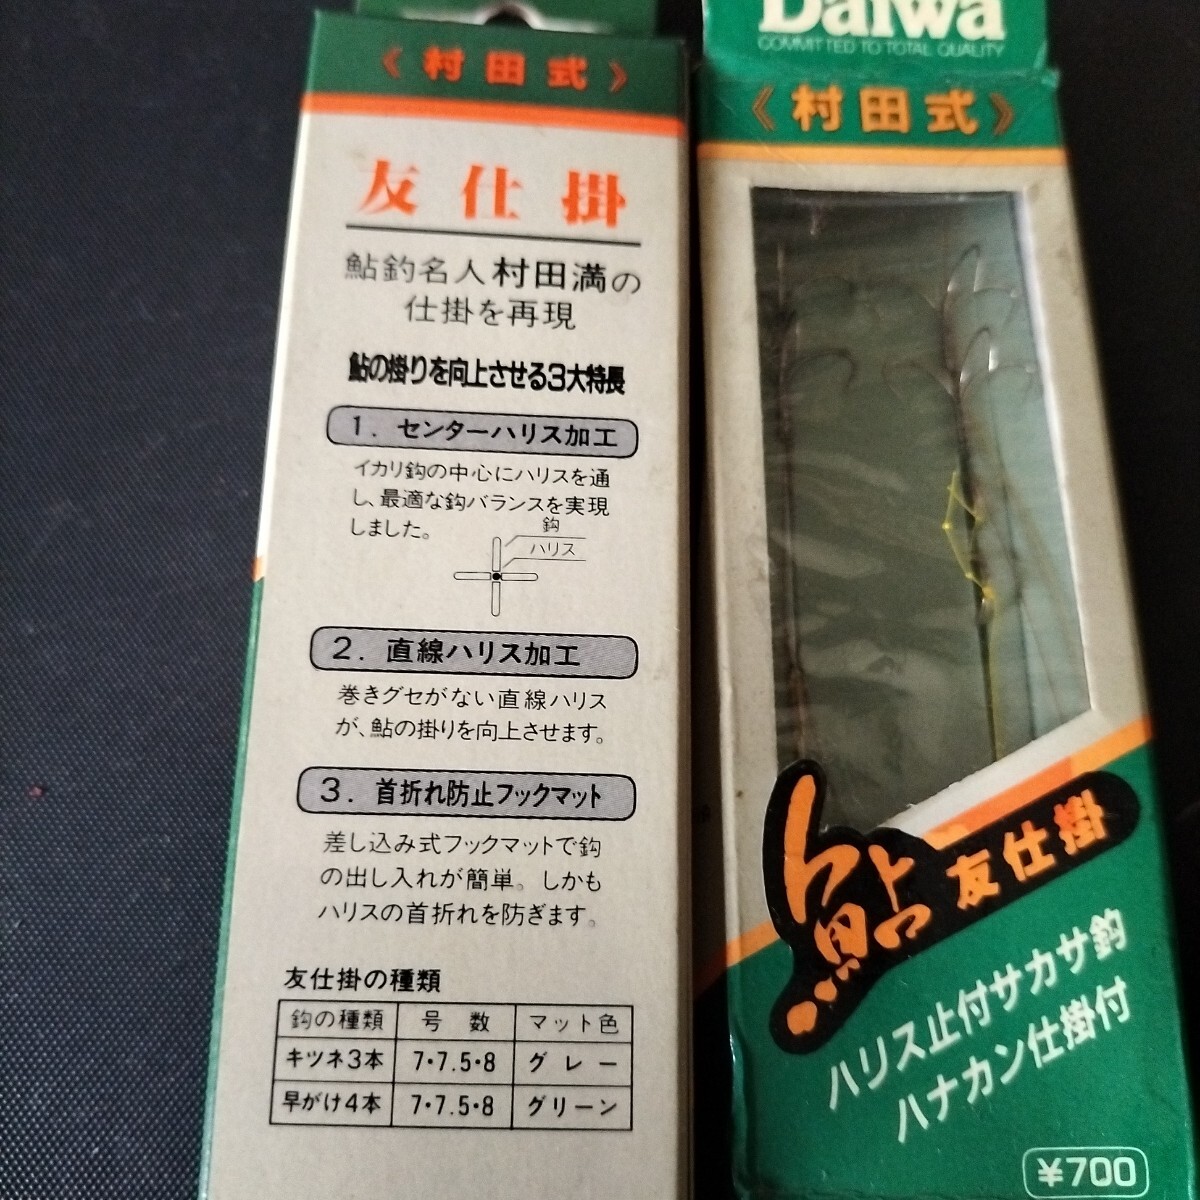 《村田式》
友仕掛
鮎釣名人村田満の
仕掛を再現
鮎の掛りを向上させる3大特長
1. センターハリス加工
イカリ鈎の中心にハリスを通
し、最適な鈎バランスを実現
しました。
鈎
ハリス
2. 直線ハリス加工
巻きグセがない直線ハリス
が、鮎の掛りを向上させます。
3. 首折れ防止フックマット
差し込み式フックマットで鈎
の出し入れが簡単。しかも
ハリスの首折れを防ぎます。
友仕掛の種類
鈎の種類 号数 マット色
キツネ3本 7・7.5・8 グレー
早がけ4本 7・7.5・8 グリーン
Daiwa
COMMITTED TO TOTAL QUALITY
《村田式》
鮎友仕掛
ハリス止付サカサ鈎
ハナカン仕掛付
¥700